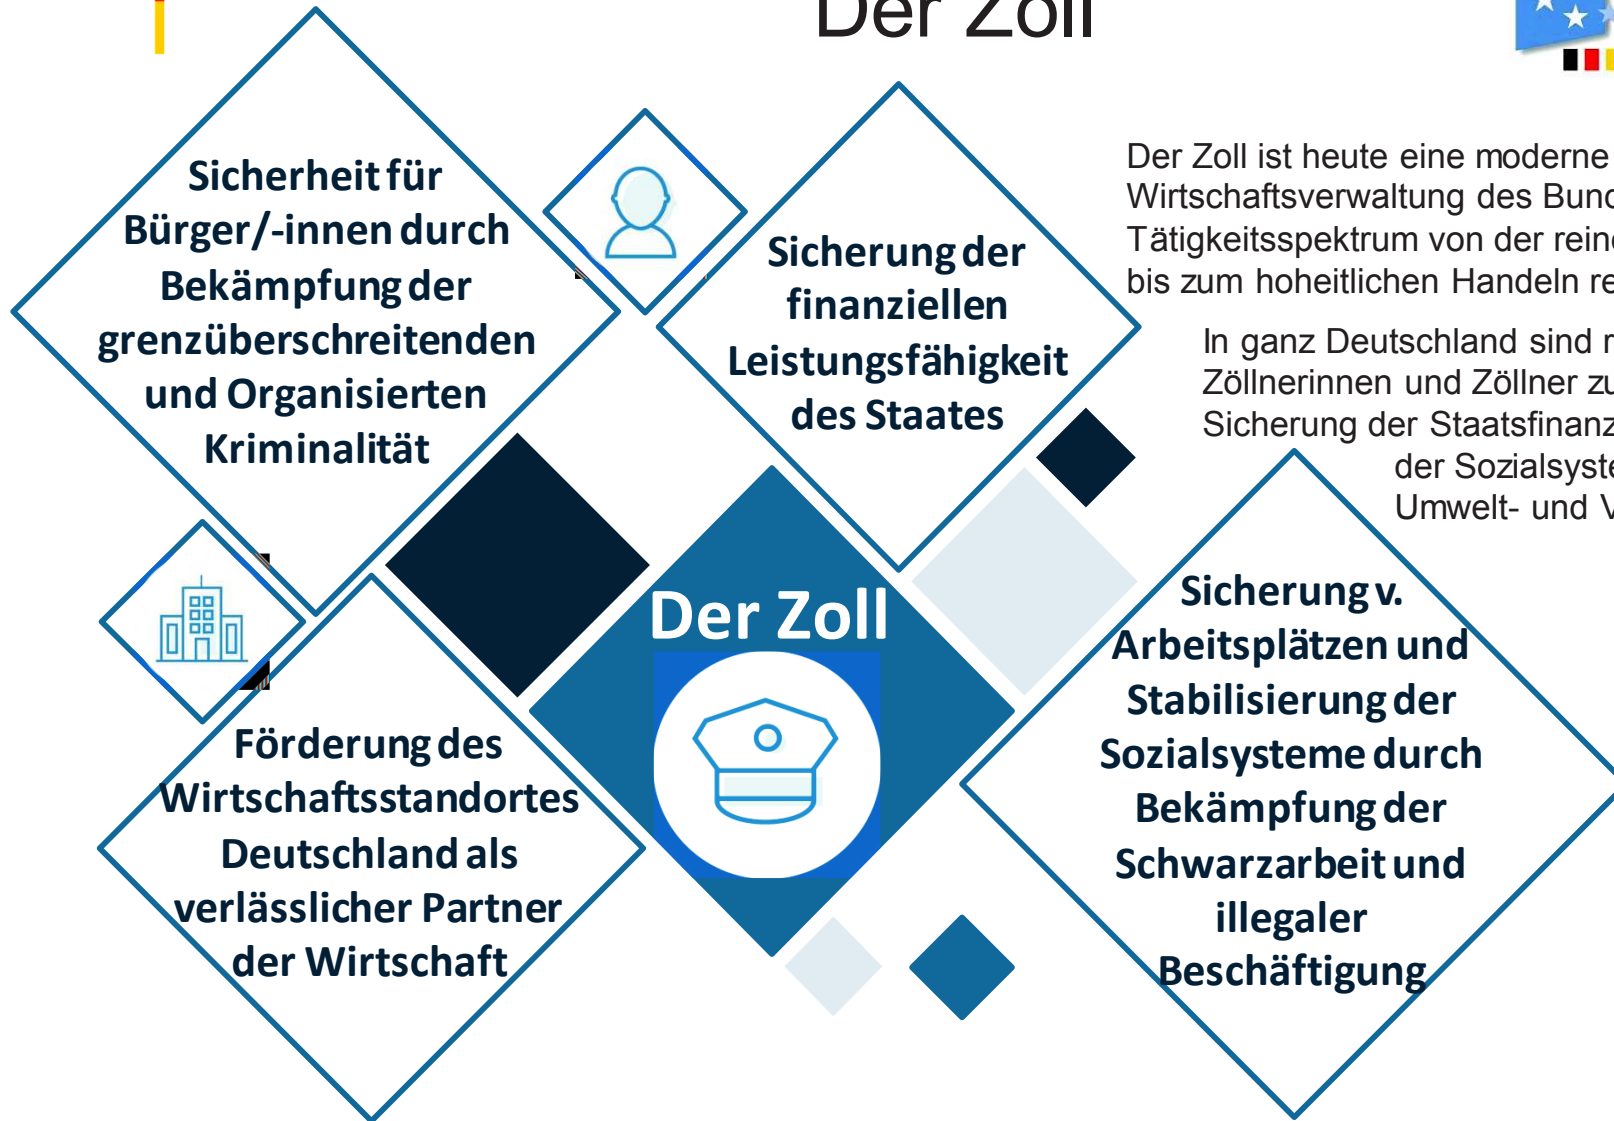 Der Zoll
Sicherheit für
Bürger/-innen durch
Bekämpfung der
grenzüberschreitenden
und Organisierten
Kriminalität
Sicherung der
finanziellen
Leistungsfähigkeit
des Staates
Der Zoll ist heute eine moderne
Wirtschaftsverwaltung des
Tätigkeitsspektrum von der
bis zum hoheitlichen Handeln
In ganz Deutschland sind
Zöllnerinnen und Zöllner
Sicherung der
der
Umwelt- und
Der Zoll
Förderung des
Wirtschaftsstandortes
Deutschland als
verlässlicher Partner
der Wirtschaft
Sicherung v.
Arbeitsplätzen und
Stabilisierung der
Sozialsysteme durch
Bekämpfung der
Schwarzarbeit und
illegaler
Beschäftigung